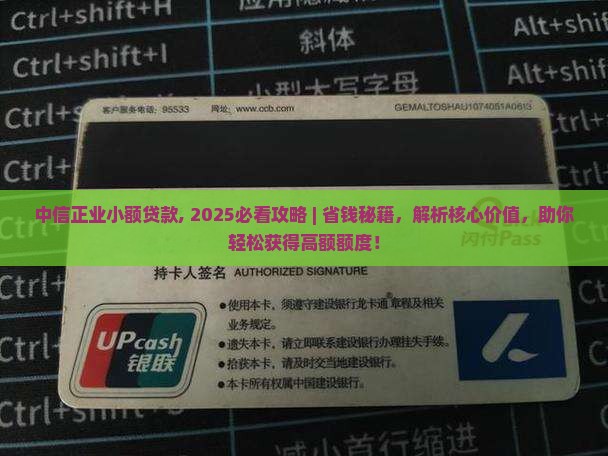 Ctrl+shift+H
应用隐藏格式
Alt+shif
Ctrl+shift+I
斜体
Alt+shif
小型大写字母
客户服务电话：95533 网址：www.ccb.com GEMALTOSHAU1074051A0613
中信正业小额贷款, 2025必看攻略 | 省钱秘籍，解析核心价值，助你
轻松获得高额额度！
闪付Pass
持卡人签名 AUTHORIZED SIGNATURE
●使用本卡，须遵守建设银行龙卡通章程及相关
业务规定。
●遗失本卡，请立即联系建设银行办理挂失手续。
●拾获本卡，请及时交当地建设银行。
●本卡所有权属中国建设银行。
UPcash
银联
Ctrl+
减小首行缩进